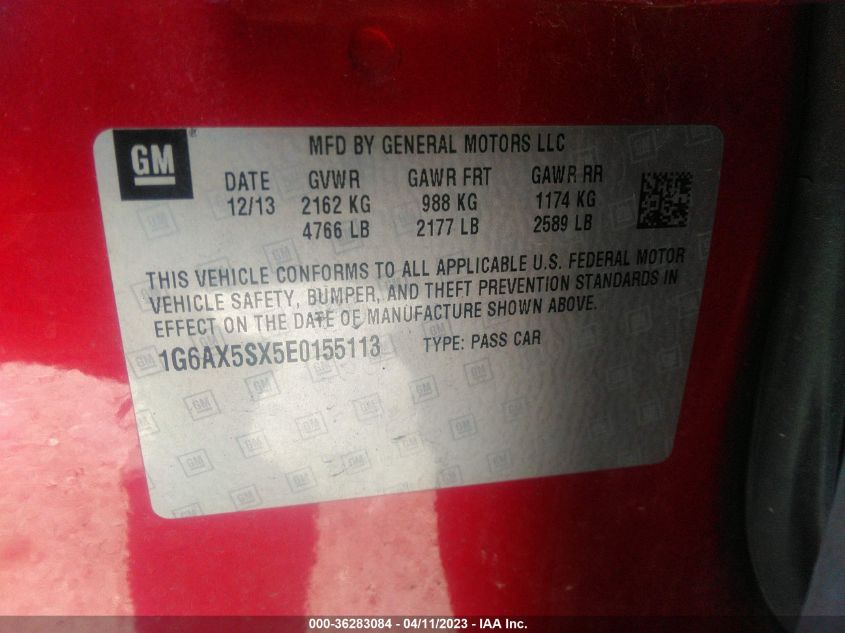 GM
MFD BY GENERAL MOTORS LLC
DATE GVWR GAWR FRT GAWR RR
12/13 2162 KG 988 KG 1174 KG
4766 LB 2177 LB 2589 LB
THIS VEHICLE CONFORMS TO ALL APPLICABLE U.S. FEDERAL MOTOR
VEHICLE SAFETY, BUMPER, AND THEFT PREVENTION STANDARDS IN
EFFECT ON THE DATE OF MANUFACTURE SHOWN ABOVE.
1G6AX5SX5E0155113 TYPE: PASS CAR
000-36283084 - 04/11/2023 - IAA Inc.